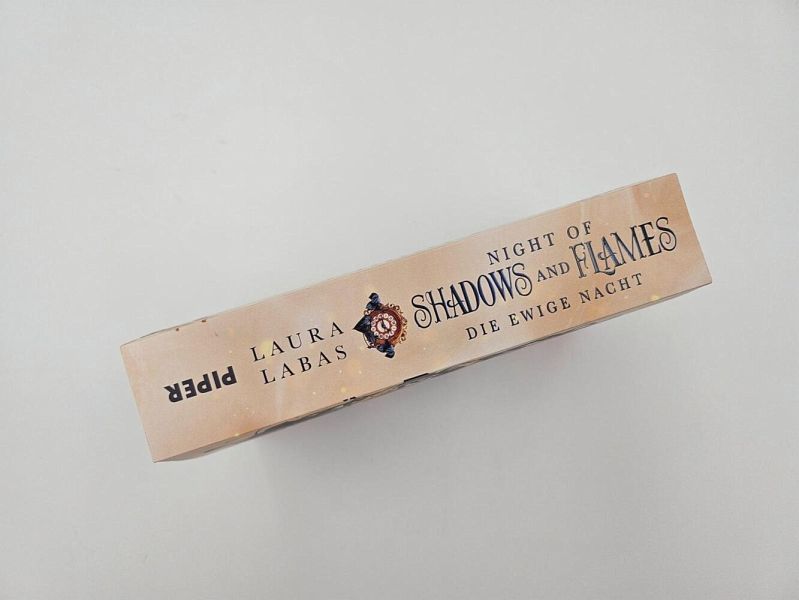 PIPER
LAURA
LABAS
NIGHT OF
SHADOWS AND FLAMES
DIE EWIGE NACHT